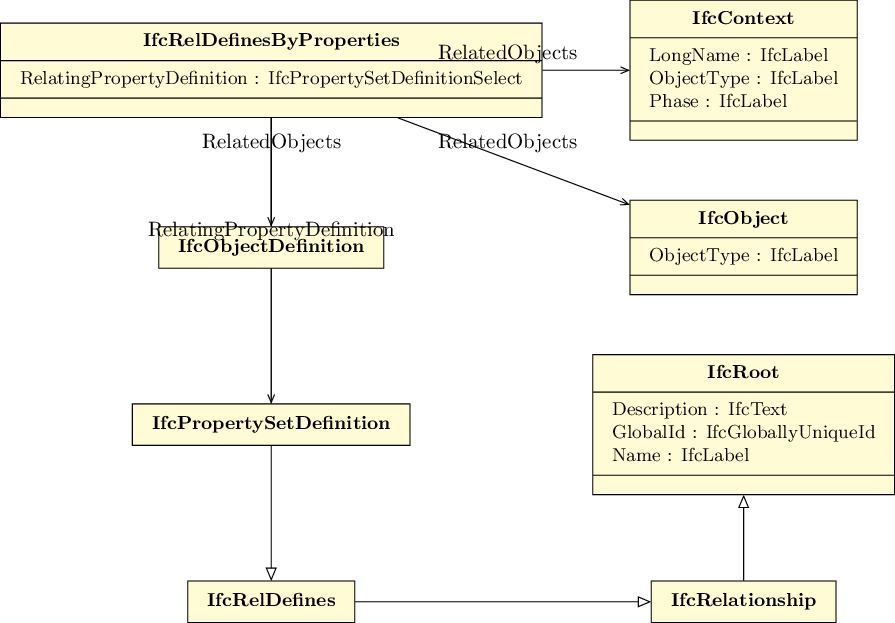 IfcRelDefinesByProperties
RelatingPropertyDefinition : IfcPropertySetDefinitionSelect
RelatedObjects
IfcContext
LongName : IfcLabel
ObjectType : IfcLabel
Phase : IfcLabel
RelatedObjects
RelatedObjects
RelatingPropertyDefinition
IfcObjectDefinition
IfcObject
ObjectType : IfcLabel
IfcPropertySetDefinition
IfcRoot
Description : IfcText
GlobalId : IfcGloballyUniqueId
Name : IfcLabel
IfcRelDefines
IfcRelationship